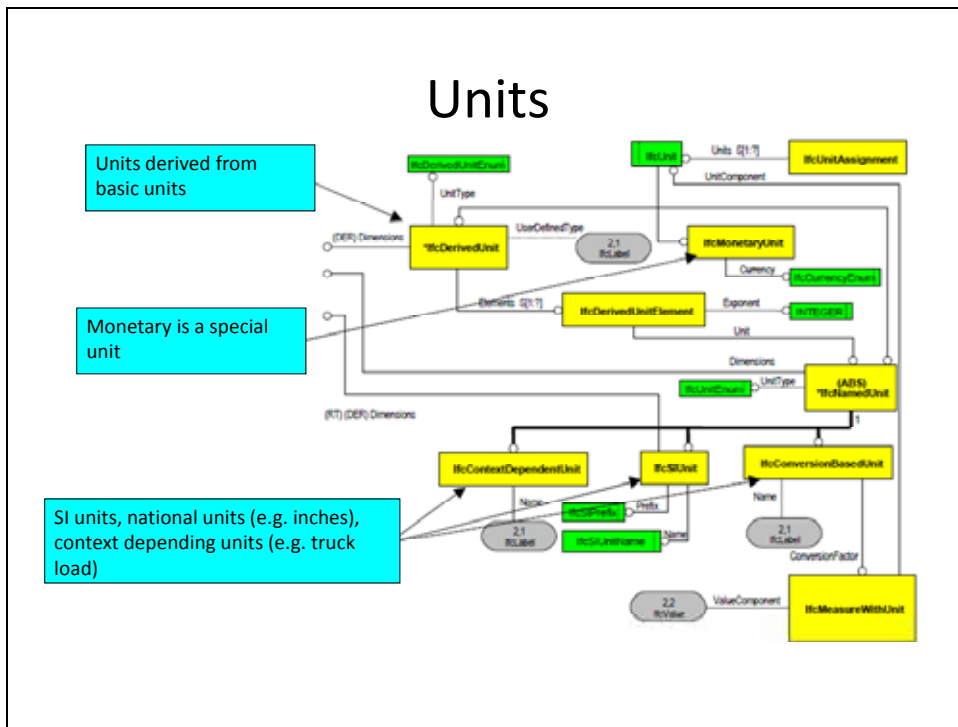 Units
Units derived from
basic units
IfcDerivedUnitEnum
UnitType
IfcUnit
Units S[1:?]
IfcUnitAssignment
UnitComponent
(DER) Dimensions
*IfcDerivedUnit
UserDefinedType
2,1
IfcLabel
IfcMonetaryUnit
Currency
IfcCurrencyEnum
Elements S[1:?]
IfcDerivedUnitElement
Exponent
INTEGER
Unit
Monetary is a special
unit
Dimensions
(ABS)
*IfcNamedUnit
IfcUnitEnum
UnitType
1
(RT) (DER) Dimensions
IfcContextDependentUnit
IfcSIUnit
IfcConversionBasedUnit
Name
2,1
IfcLabel
Prefix
IfcSIPrefix
Name
IfcSIUnitName
Name
2,1
IfcLabel
ConversionFactor
SI units, national units (e.g. inches),
context depending units (e.g. truck
load)
2,2
IfcValue
ValueComponent
IfcMeasureWithUnit